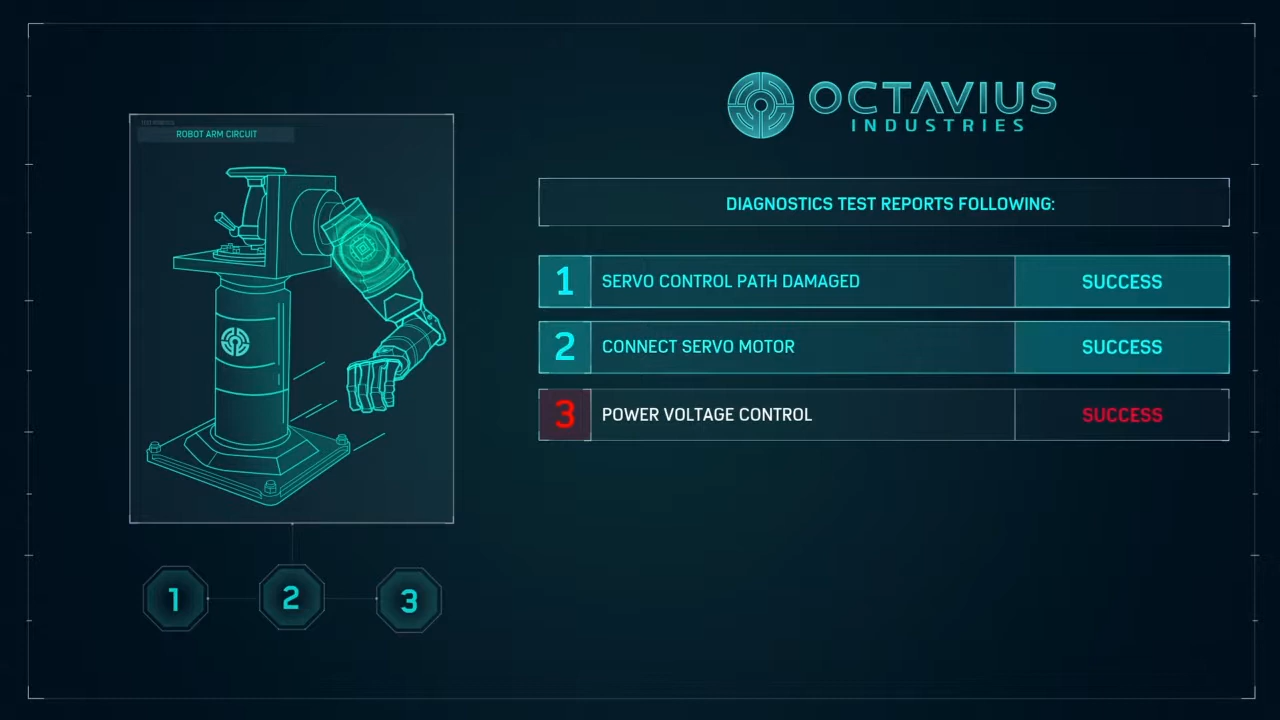 ROBOT ARM CIRCUIT
OCTAVIUS
INDUSTRIES
DIAGNOSTICS TEST REPORTS FOLLOWING:
1 SERVO CONTROL PATH DAMAGED SUCCESS
2 CONNECT SERVO MOTOR SUCCESS
3 POWER VOLTAGE CONTROL SUCCESS
1 2 3